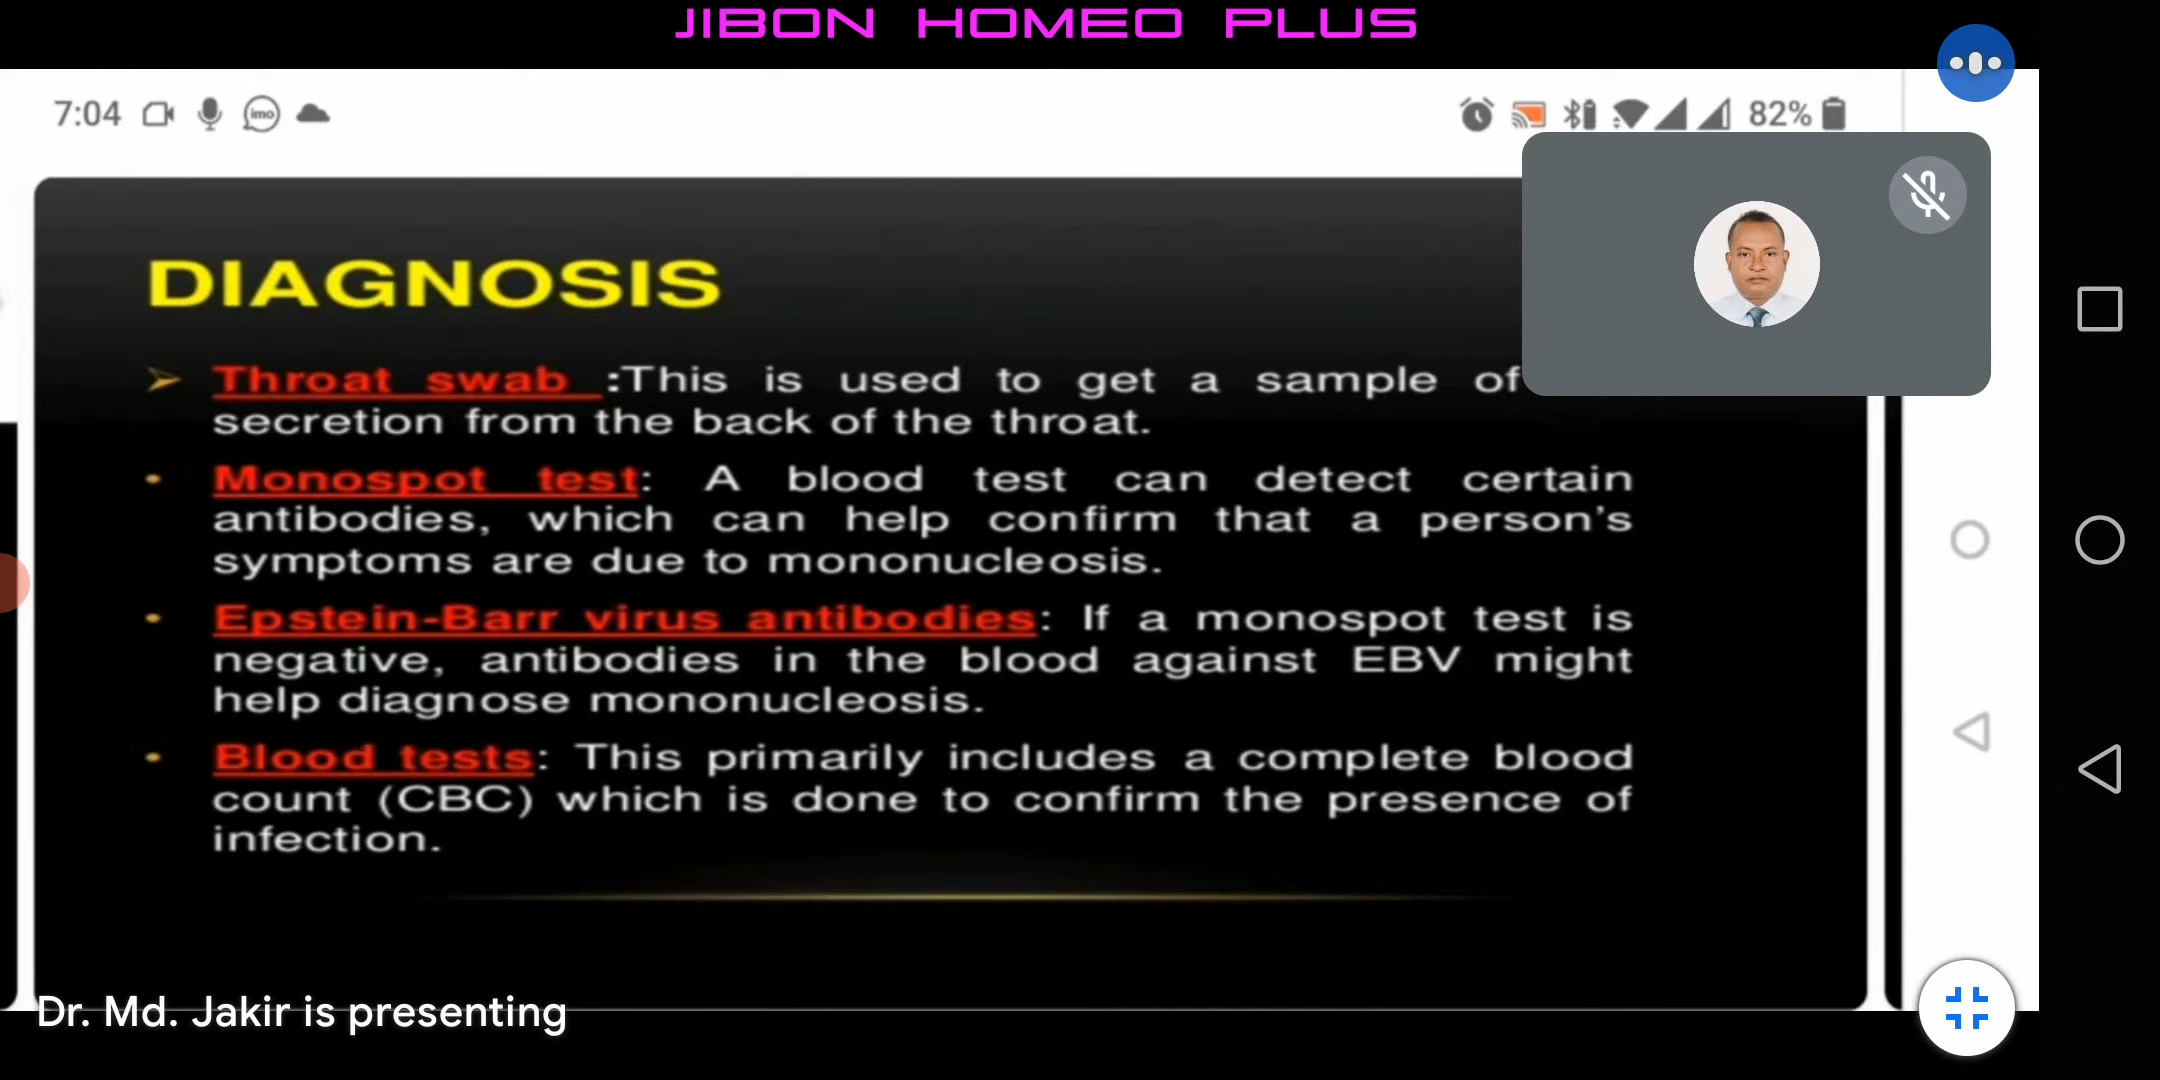 JIBON HOMEO PLUS
7:04
imo
82%
DIAGNOSIS
➢ Throat swab :This is used to get a sample of
secretion from the back of the throat.
• Monospot test: A blood test can detect certain
antibodies, which can help confirm that a person's
symptoms are due to mononucleosis.
• Epstein-Barr virus antibodies: If a monospot test is
negative, antibodies in the blood against EBV might
help diagnose mononucleosis.
• Blood tests: This primarily includes a complete blood
count (CBC) which is done to confirm the presence of
infection.
Dr. Md. Jakir is presenting